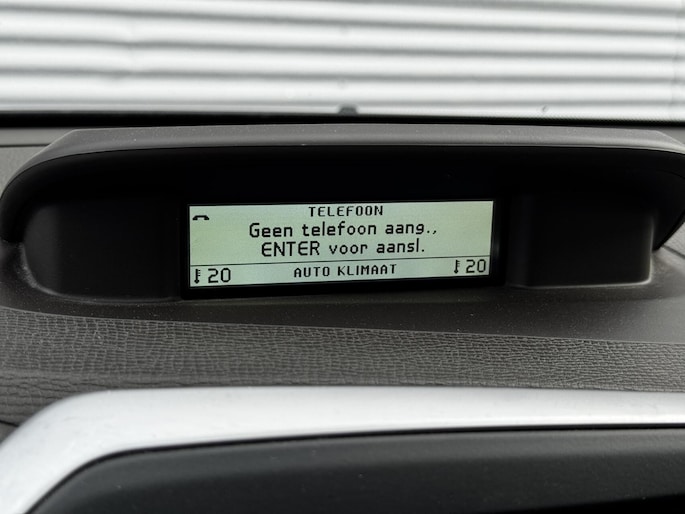 TELEFOON
Geen telefoon aang.,
ENTER voor aansl.
20 AUTO KLIMAAT 20